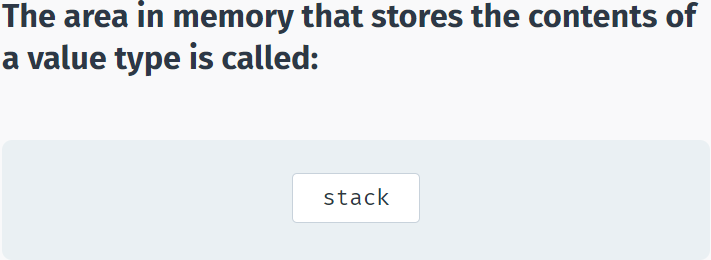 The area in memory that stores the contents of
a value type is called:
stack